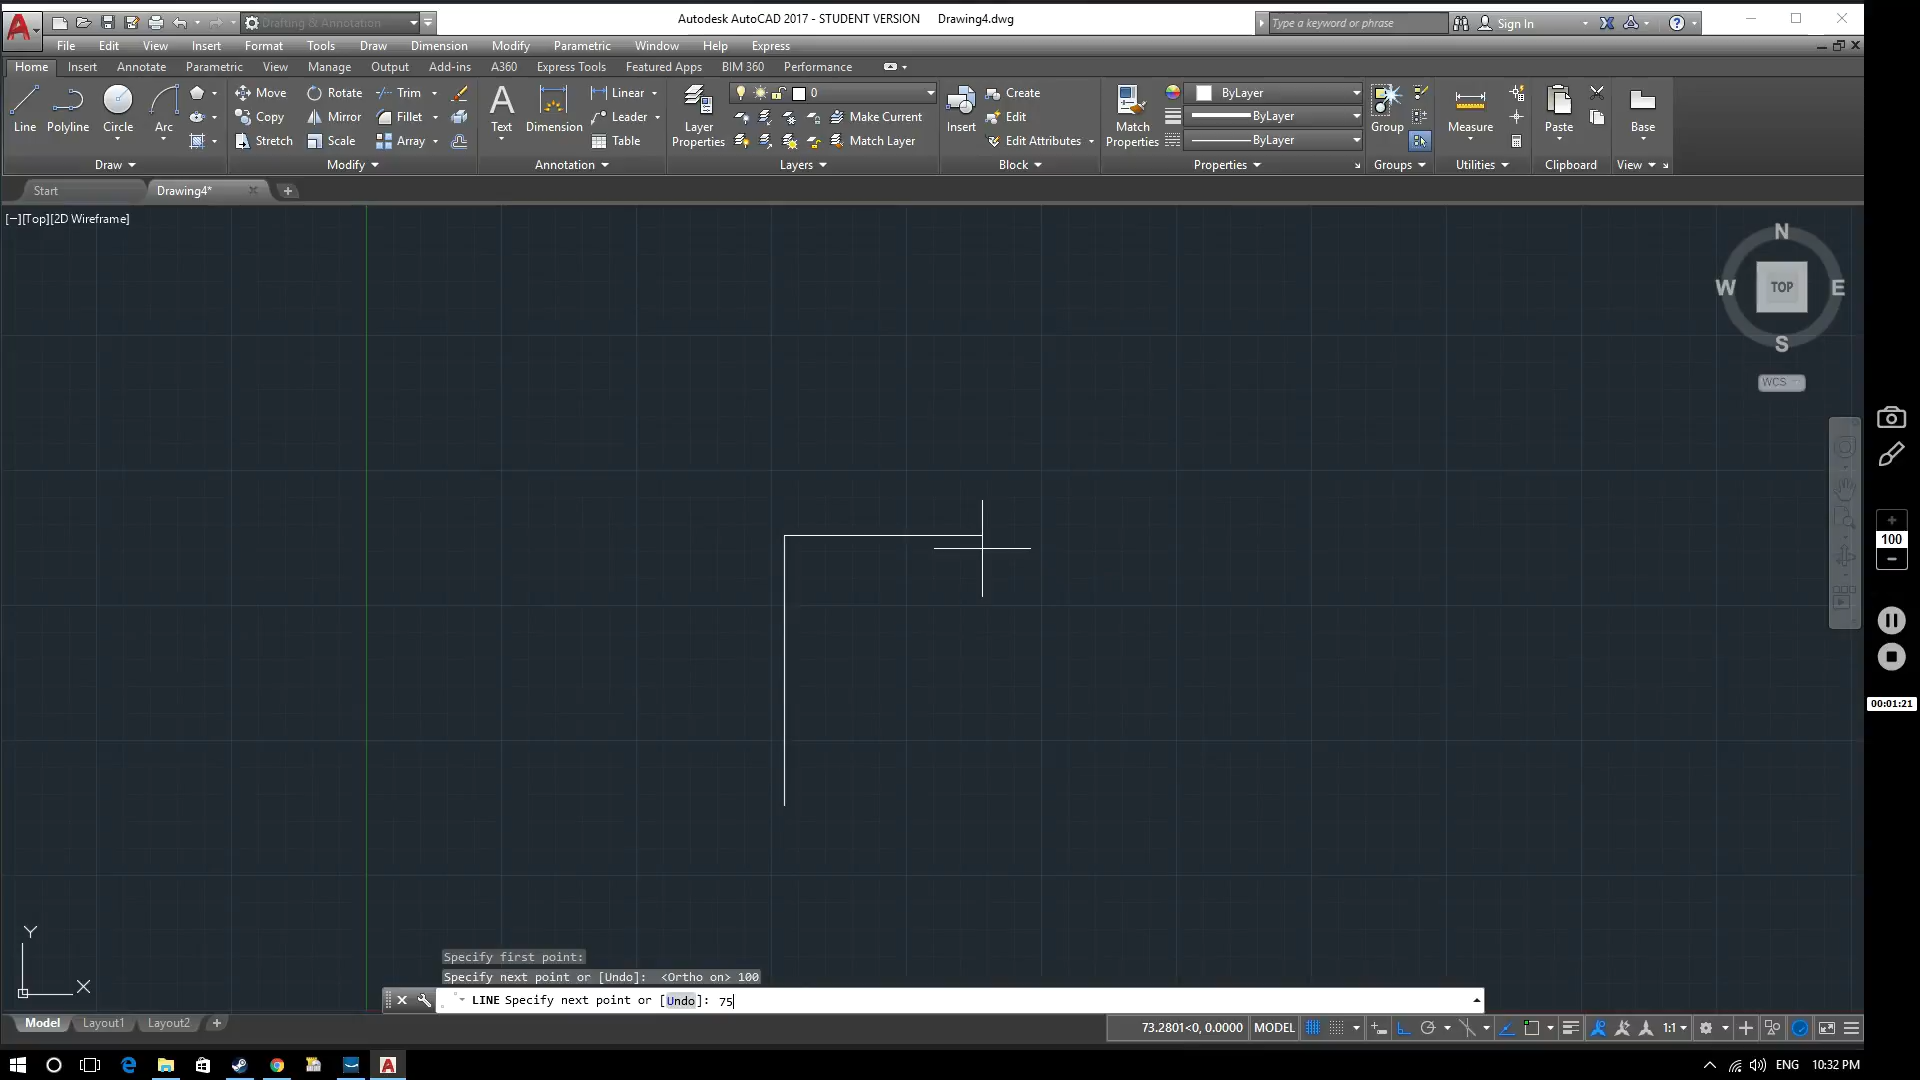 Drafting & Annotation
Autodesk AutoCAD 2017 - STUDENT VERSION Drawing4.dwg
Type a keyword or phrase
Sign In
File Edit View Insert Format Tools Draw Dimension Modify Parametric Window Help Express
Home Insert Annotate Parametric View Manage Output Add-ins A360 Express Tools Featured Apps BIM 360 Performance
Line
Polyline
Circle
Arc
Draw
Move Rotate Trim
Copy Mirror Fillet
Stretch Scale Array
Modify
Text
Dimension
Linear
Leader
Table
Annotation
Layer
Properties
0
Make Current
Match Layer
Layers
Insert
Create
Edit
Edit Attributes
Block
Match
Properties
ByLayer
ByLayer
ByLayer
Properties
Group
Groups
Measure
Utilities
Paste
Clipboard
Base
View
Start Drawing4*
[−][Top][2D Wireframe]
N
W TOP E
S
WCS
100
00:01:21
Y
X
Specify first point:
Specify next point or [Undo]: <Ortho on> 100
LINE Specify next point or [Undo]: 75
Model Layout1 Layout2
73.2801<0, 0.0000 MODEL 1:1
ENG 10:32 PM